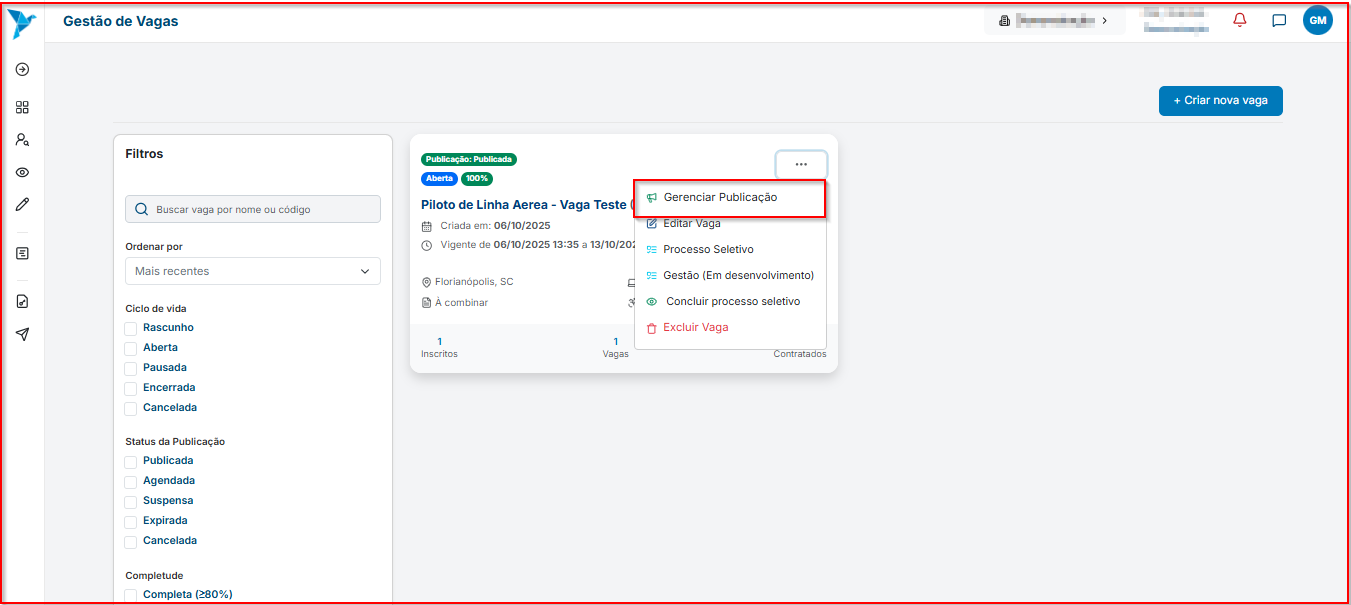 Gestão de Vagas
GM
+ Criar nova vaga
Filtros
Buscar vaga por nome ou código
Ordenar por
Mais recentes
Ciclo de vida
Rascunho
Aberta
Pausada
Encerrada
Cancelada
Status da Publicação
Publicada
Agendada
Suspensa
Expirada
Cancelada
Completude
Completa (≥80%)
Publicação: Publicada
Aberta 100%
Piloto de Linha Aerea - Vaga Teste (
Criada em: 06/10/2025
Vigente de 06/10/2025 13:35 a 13/10/202
Florianópolis, SC
À combinar
1
Inscritos
1
Vagas
Contratados
Gerenciar Publicação
Editar Vaga
Processo Seletivo
Gestão (Em desenvolvimento)
Concluir processo seletivo
Excluir Vaga